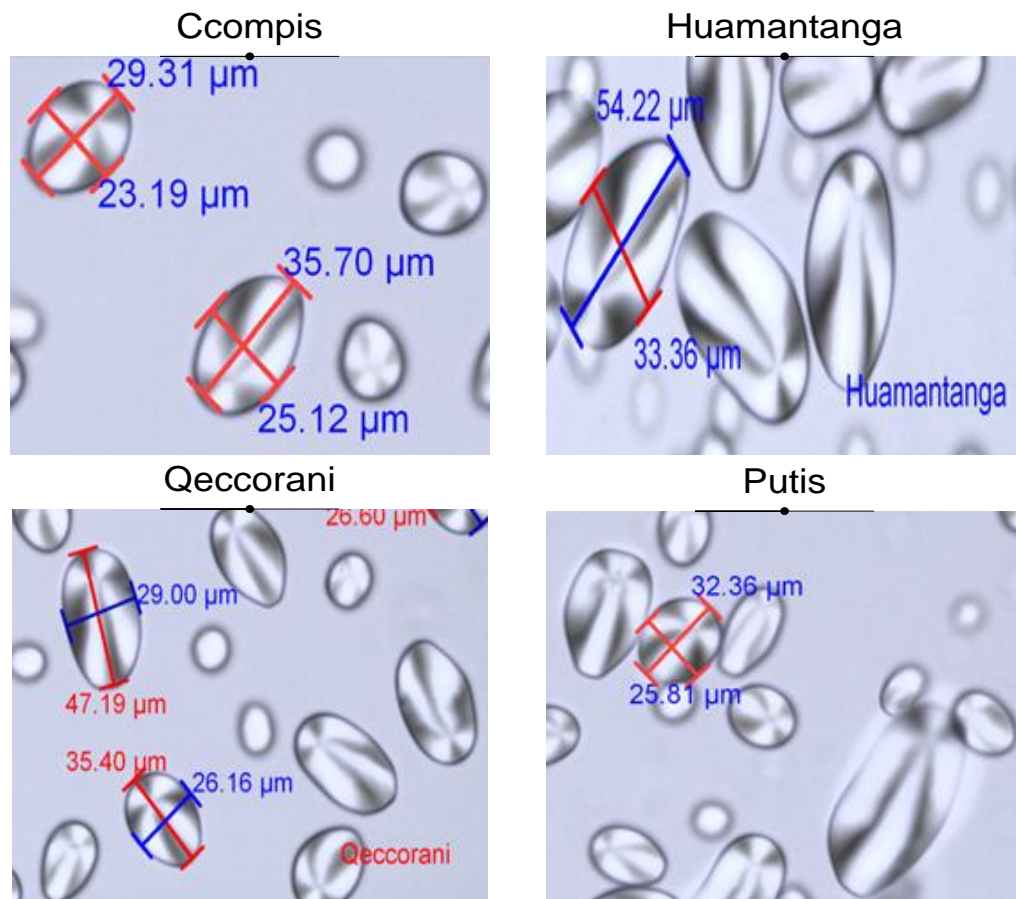 Ccompis
29.31 µm
23.19 µm
35.70 µm
25.12 µm
Huamantanga
54.22 µm
33.36 µm
Huamantanga
Qeccorani
26.60 µm
29.00 µm
47.19 µm
35.40 µm
26.16 µm
Qeccorani
Putis
32.36 µm
25.81 µm